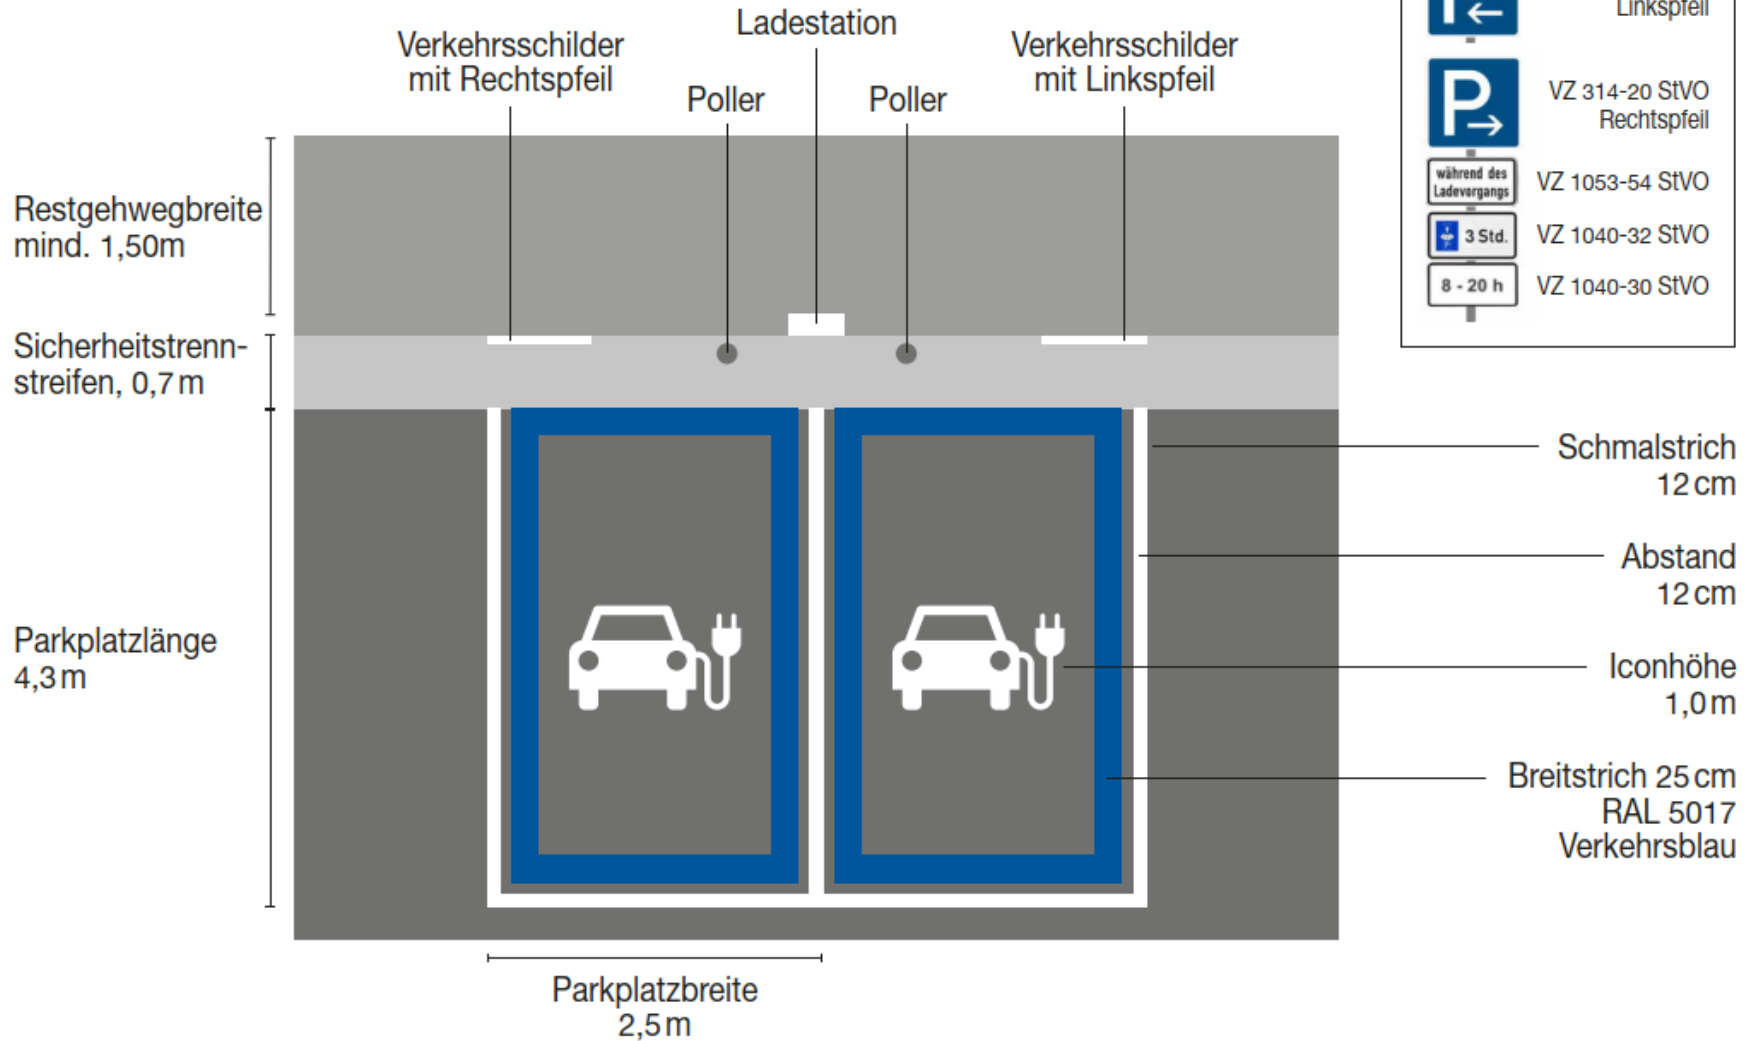 Ladestation
Verkehrsschilder
mit Rechtspfeil
Verkehrsschilder
mit Linkspfeil
Poller
Poller
Restgehwegbreite
mind. 1,50m
Sicherheitstrenn-
streifen, 0,7 m
Parkplatzlänge
4,3 m
Parkplatzbreite
2,5 m
Schmalstrich
12 cm
Abstand
12 cm
Iconhöhe
1,0 m
Breitstrich 25 cm
RAL 5017
Verkehrsblau
Linkspfeil
P
VZ 314-20 StVO
Rechtspfeil
während des
Ladevorgangs
VZ 1053-54 StVO
3 Std.
VZ 1040-32 StVO
8 - 20 h
VZ 1040-30 StVO